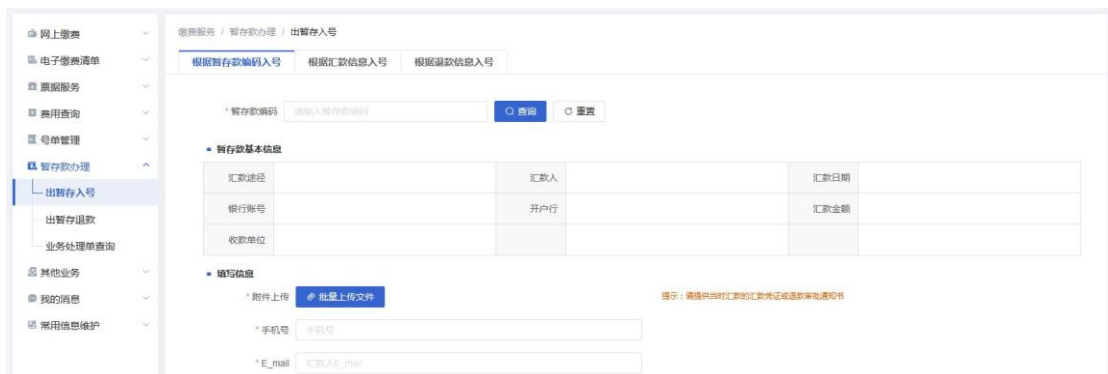 网上缴费
电子缴费清单
票据服务
费用查询
号单管理
暂存款办理
出暂存入号
出暂存退款
业务处理单查询
其他业务
我的消息
常用信息维护
缴费服务 / 暂存款办理 / 出暂存入号
根据暂存款编码入号 根据汇款信息入号 根据退款信息入号
*暂存款编码 请输入暂存款编码 查询 重置
暂存款基本信息
汇款途径 汇款人 汇款日期
银行账号 开户行 汇款金额
收款单位
填写信息
*附件上传 批量上传文件 提示：请提供当时汇款的汇款凭证或退款审批通知书
*手机号 手机号
*E_mail 汇款人E_mail